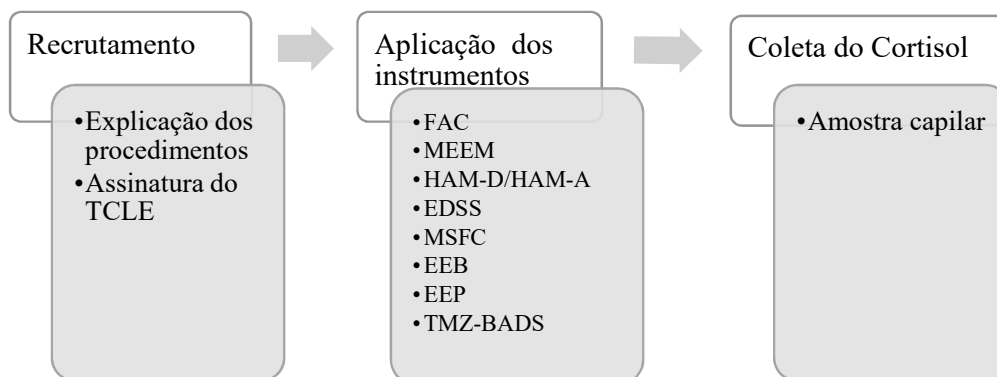 Recrutamento
•Explicação dos
procedimentos
•Assinatura do
TCLE
Aplicação dos
instrumentos
•FAC
•MEEM
•HAM-D/HAM-A
•EDSS
•MSFC
•EEB
•EEP
•TMZ-BADS
Coleta do Cortisol
•Amostra capilar